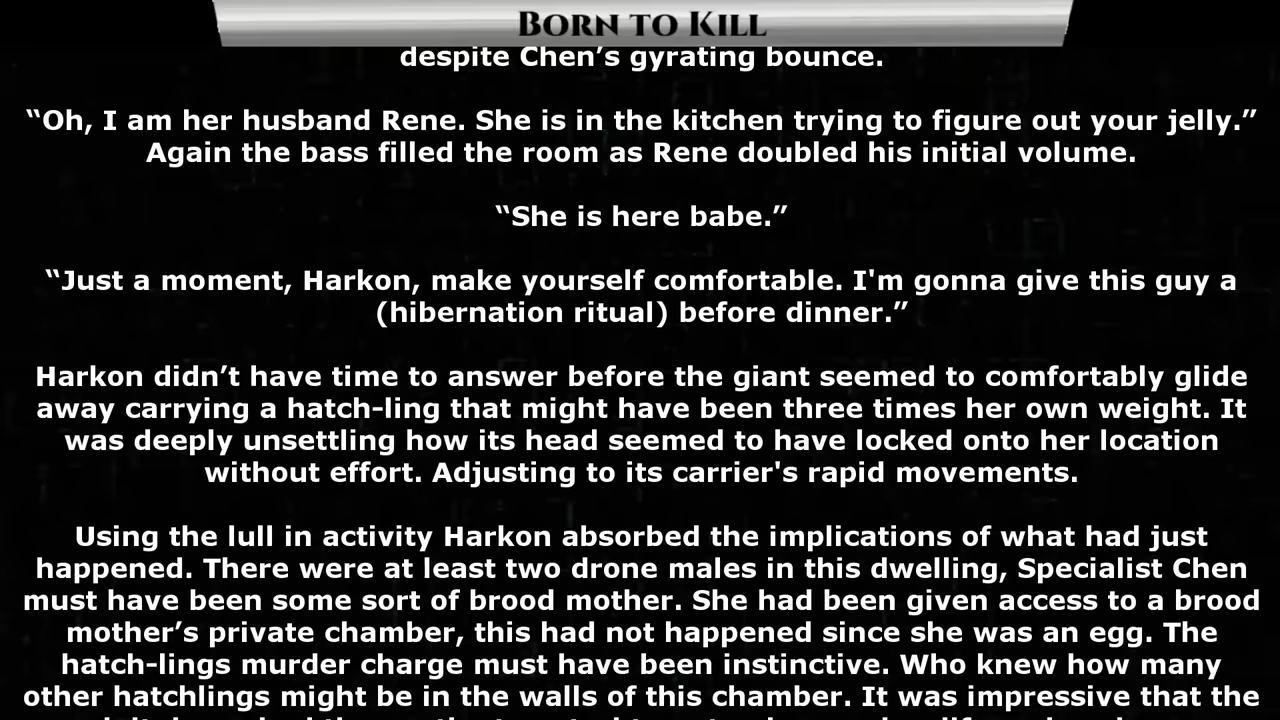 Born to Kill
despite Chen’s gyrating bounce.
“Oh, I am her husband Rene. She is in the kitchen trying to figure out your jelly.”
Again the bass filled the room as Rene doubled his initial volume.
“She is here babe.”
“Just a moment, Harkon, make yourself comfortable. I'm gonna give this guy a
(hibernation ritual) before dinner.”
Harkon didn’t have time to answer before the giant seemed to comfortably glide
away carrying a hatch-ling that might have been three times her own weight. It
was deeply unsettling how its head seemed to have locked onto her location
without effort. Adjusting to its carrier's rapid movements.
Using the lull in activity Harkon absorbed the implications of what had just
happened. There were at least two drone males in this dwelling, Specialist Chen
must have been some sort of brood mother. She had been given access to a brood
mother’s private chamber, this had not happened since she was an egg. The
hatch-lings murder charge must have been instinctive. Who knew how many
other hatchlings might be in the walls of this chamber. It was impressive that the